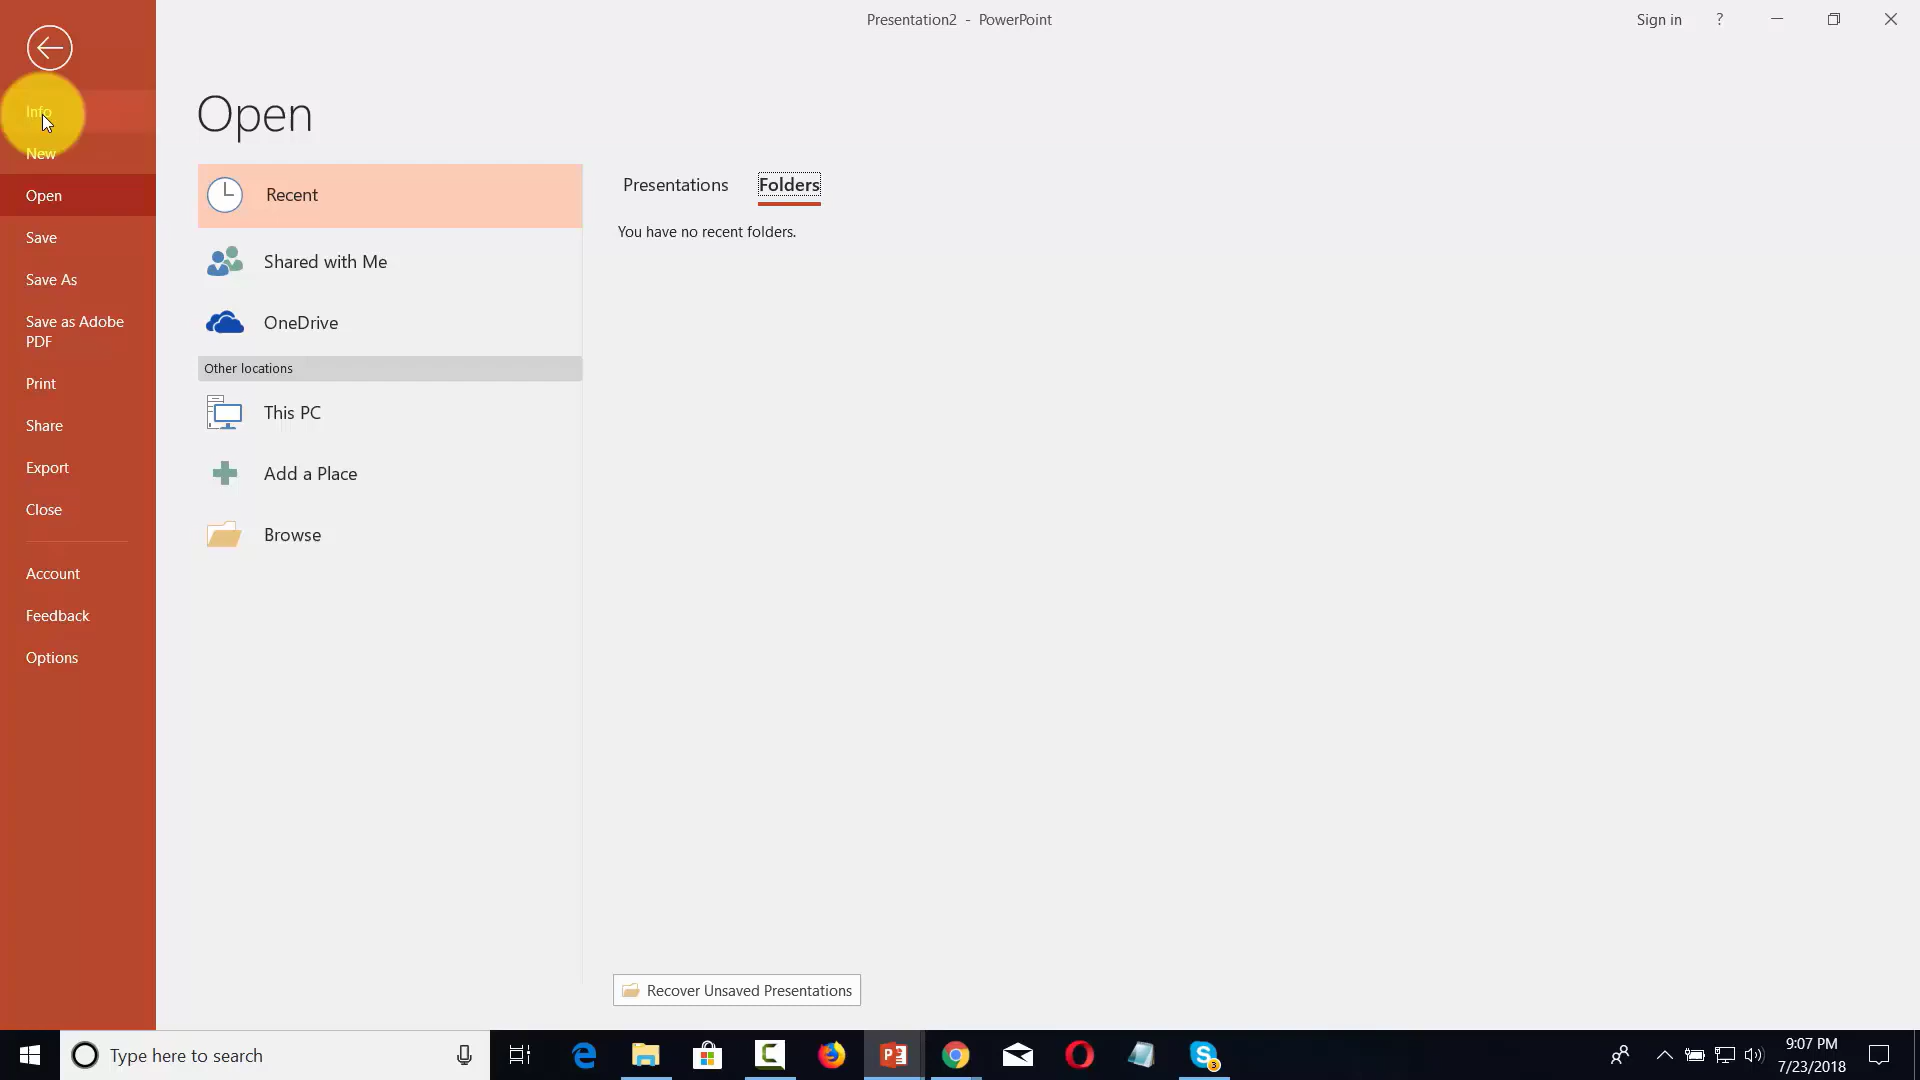 Presentation2 - PowerPoint
Sign in
?
Info
New
Open
Save
Save As
Save as Adobe
PDF
Print
Share
Export
Close
Account
Feedback
Options
Open
Recent
Shared with Me
OneDrive
Other locations
This PC
Add a Place
Browse
Presentations
Folders
You have no recent folders.
Recover Unsaved Presentations
Type here to search
3
9:07 PM
7/23/2018